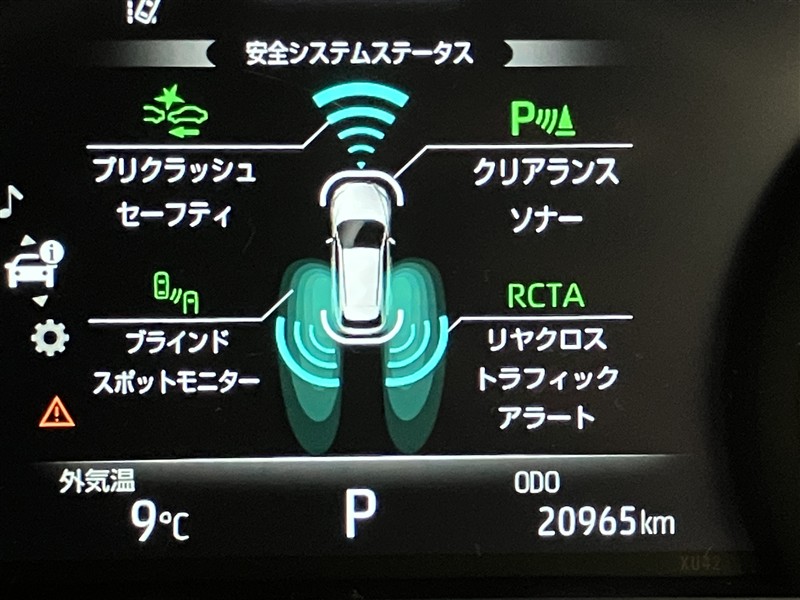 安全システムステータス
プリクラッシュ
セーフティ
P
クリアランス
ソナー
ブラインド
スポットモニター
RCTA
リヤクロス
トラフィック
アラート
外気温
9℃
P
ODO
20965km
XU42